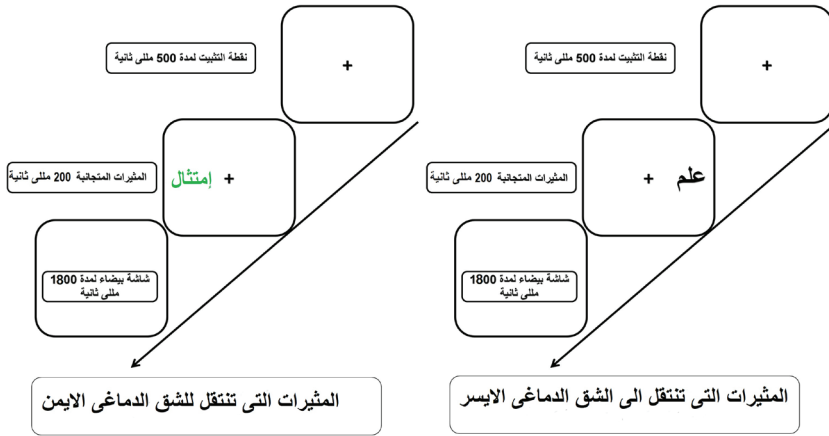 +
نقطة التثبيت لمدة 500 مللى ثانية
علم +
المثيرات المتجانبة 200 مللى ثانية
شاشة بيضاء لمدة 1800
مللى ثانية
المثيرات التى تنتقل الى الشق الدماغى الايسر
+
نقطة التثبيت لمدة 500 مللى ثانية
+ إمتثال
المثيرات المتجانبة 200 مللى ثانية
شاشة بيضاء لمدة 1800
مللى ثانية
المثيرات التى تنتقل للشق الدماغى الايمن